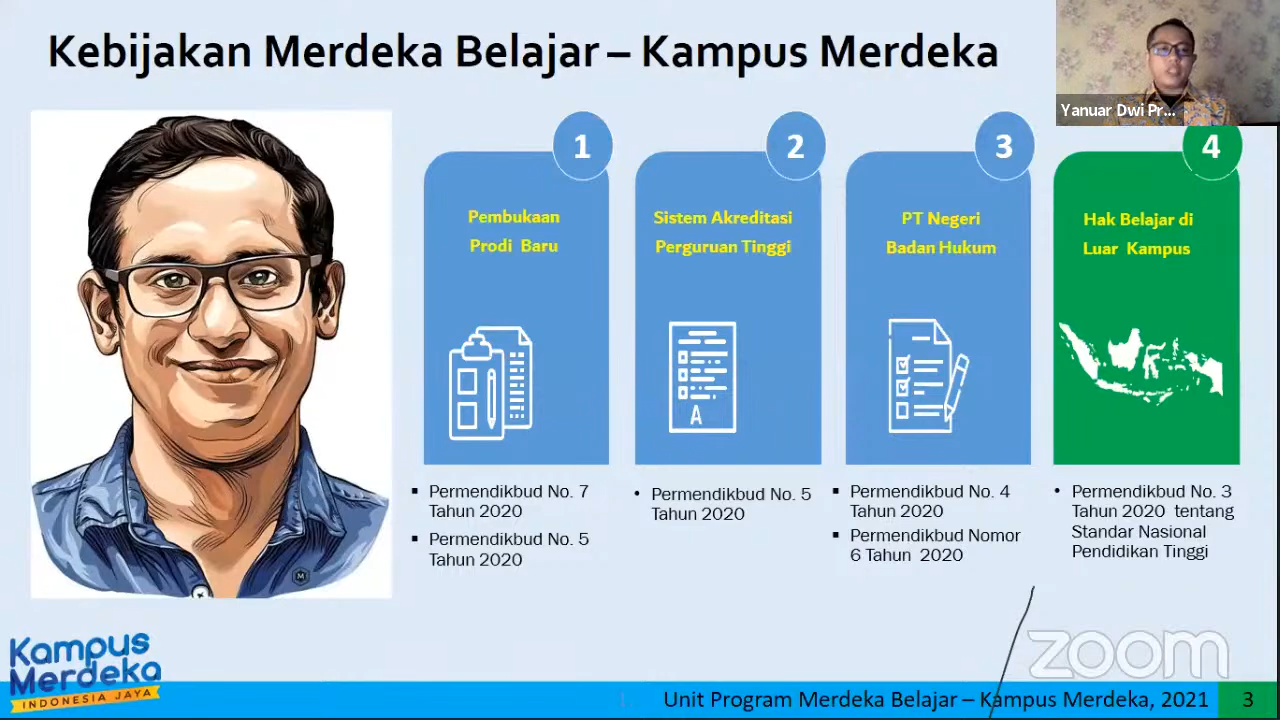 Kebijakan Merdeka Belajar – Kampus Merdeka
Yanuar Dwi Pr...
1
Pembukaan
Prodi Baru
2
Sistem Akreditasi
Perguruan Tinggi
3
PT Negeri
Badan Hukum
4
Hak Belajar di
Luar Kampus
A
▪ Permendikbud No. 7
Tahun 2020
▪ Permendikbud No. 5
Tahun 2020
• Permendikbud No. 5
Tahun 2020
▪ Permendikbud No. 4
Tahun 2020
▪ Permendikbud Nomor
6 Tahun 2020
• Permendikbud No. 3
Tahun 2020 tentang
Standar Nasional
Pendidikan Tinggi
M
Kampus
Merdeka
INDONESIA JAYA
zoom
1. Unit Program Merdeka Belajar – Kampus Merdeka, 2021
3